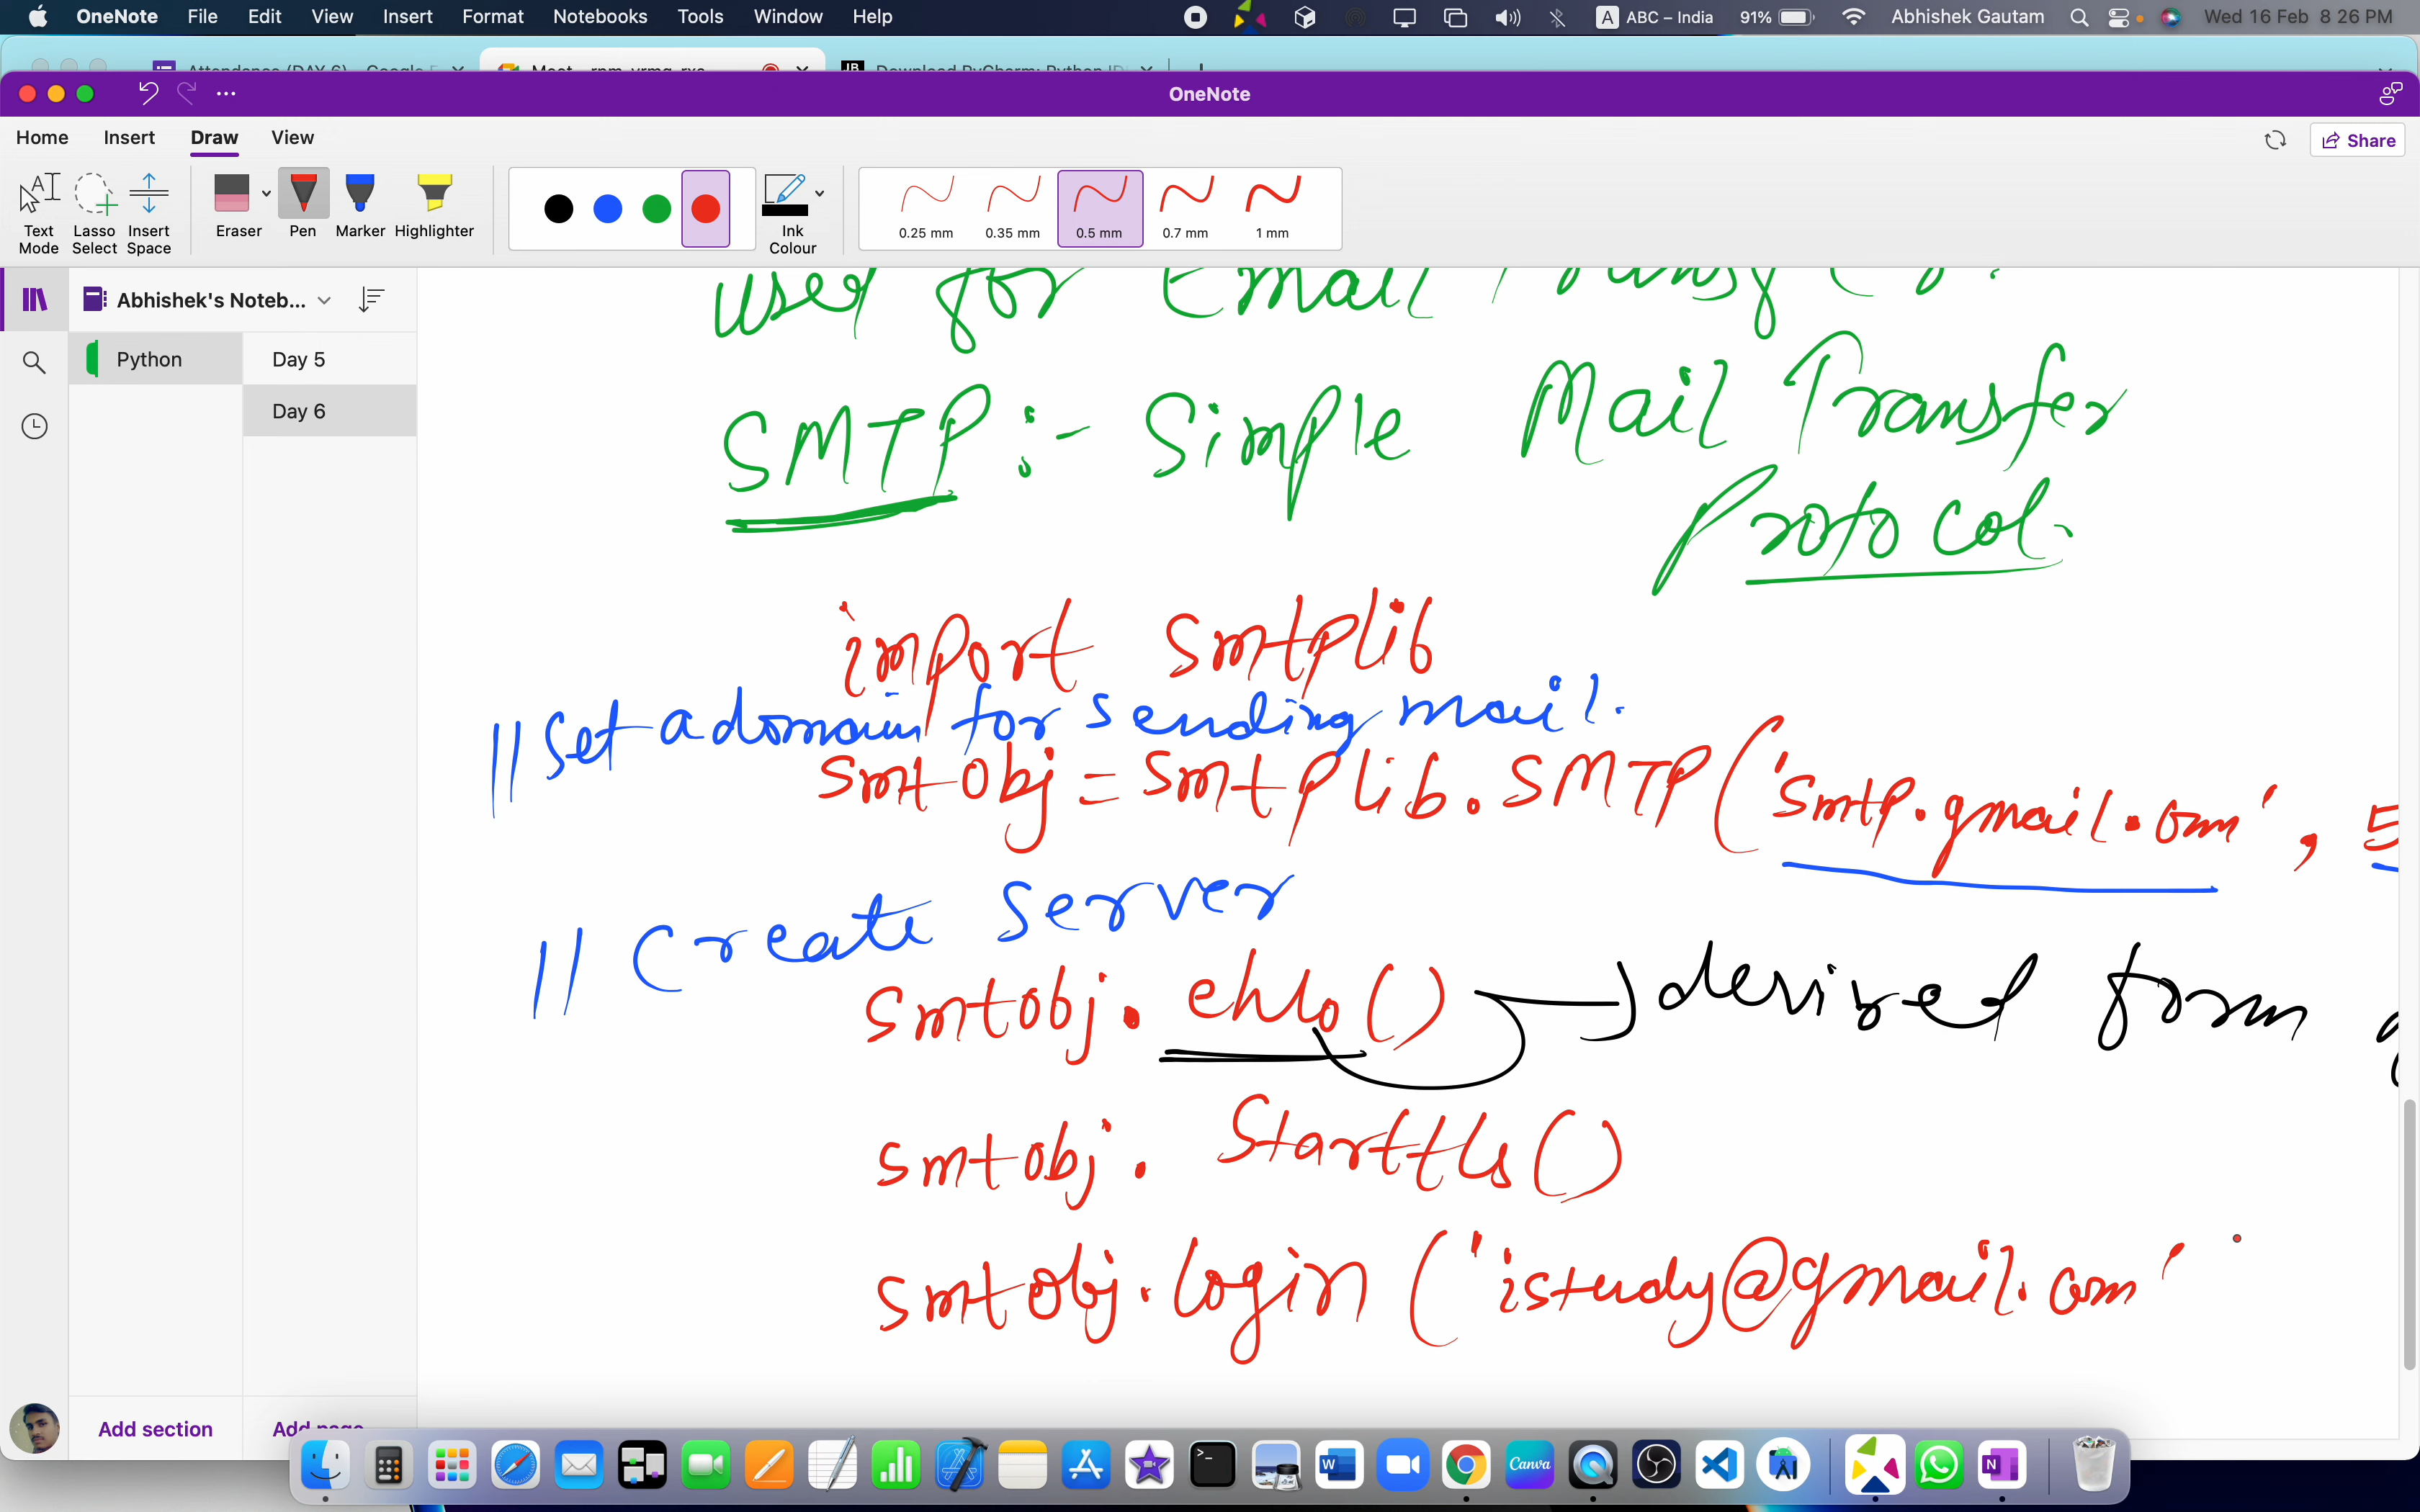 OneNote File Edit View Insert Format Notebooks Tools Window Help A ABC – India 91% Abhishek Gautam Wed 16 Feb 8 26 PM
OneNote
Home Insert Draw View Share
Text Mode
Lasso Select
Insert Space
Eraser
Pen
Marker
Highlighter
Ink Colour
0.25 mm 0.35 mm 0.5 mm 0.7 mm 1 mm
Abhishek's Noteb...
Python
Day 5
Day 6
used for Email
SMTP :- Simple Mail Transfer
Protocol.
import smtplib
// Set a domain for sending mail.
smtobj = smtplib.SMTP('smtp.gmail.com', 5
// Create Server
smtobj. ehlo() derived form
smtobj. starttls()
smtobj.login('istudy@gmail.com'
Add section
Add page
Canva